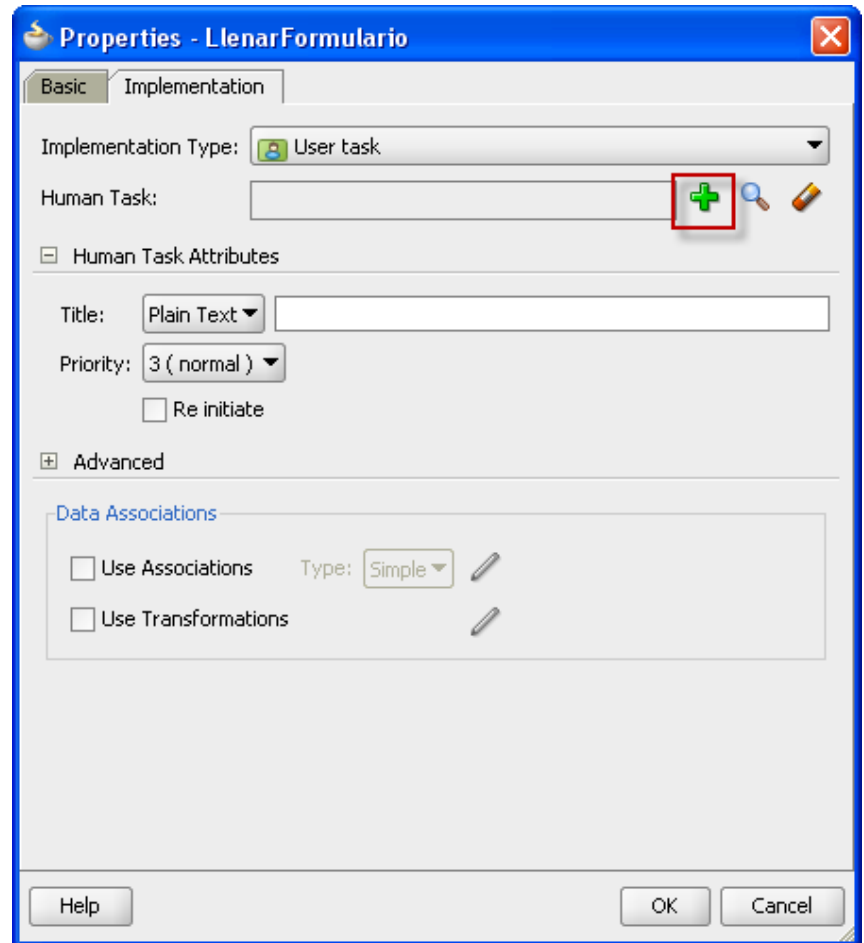 Properties - LlenarFormulario
Basic Implementation
Implementation Type: User task
Human Task:
Human Task Attributes
Title: Plain Text
Priority: 3 ( normal )
Re initiate
Advanced
Data Associations
Use Associations Type: Simple
Use Transformations
Help OK Cancel